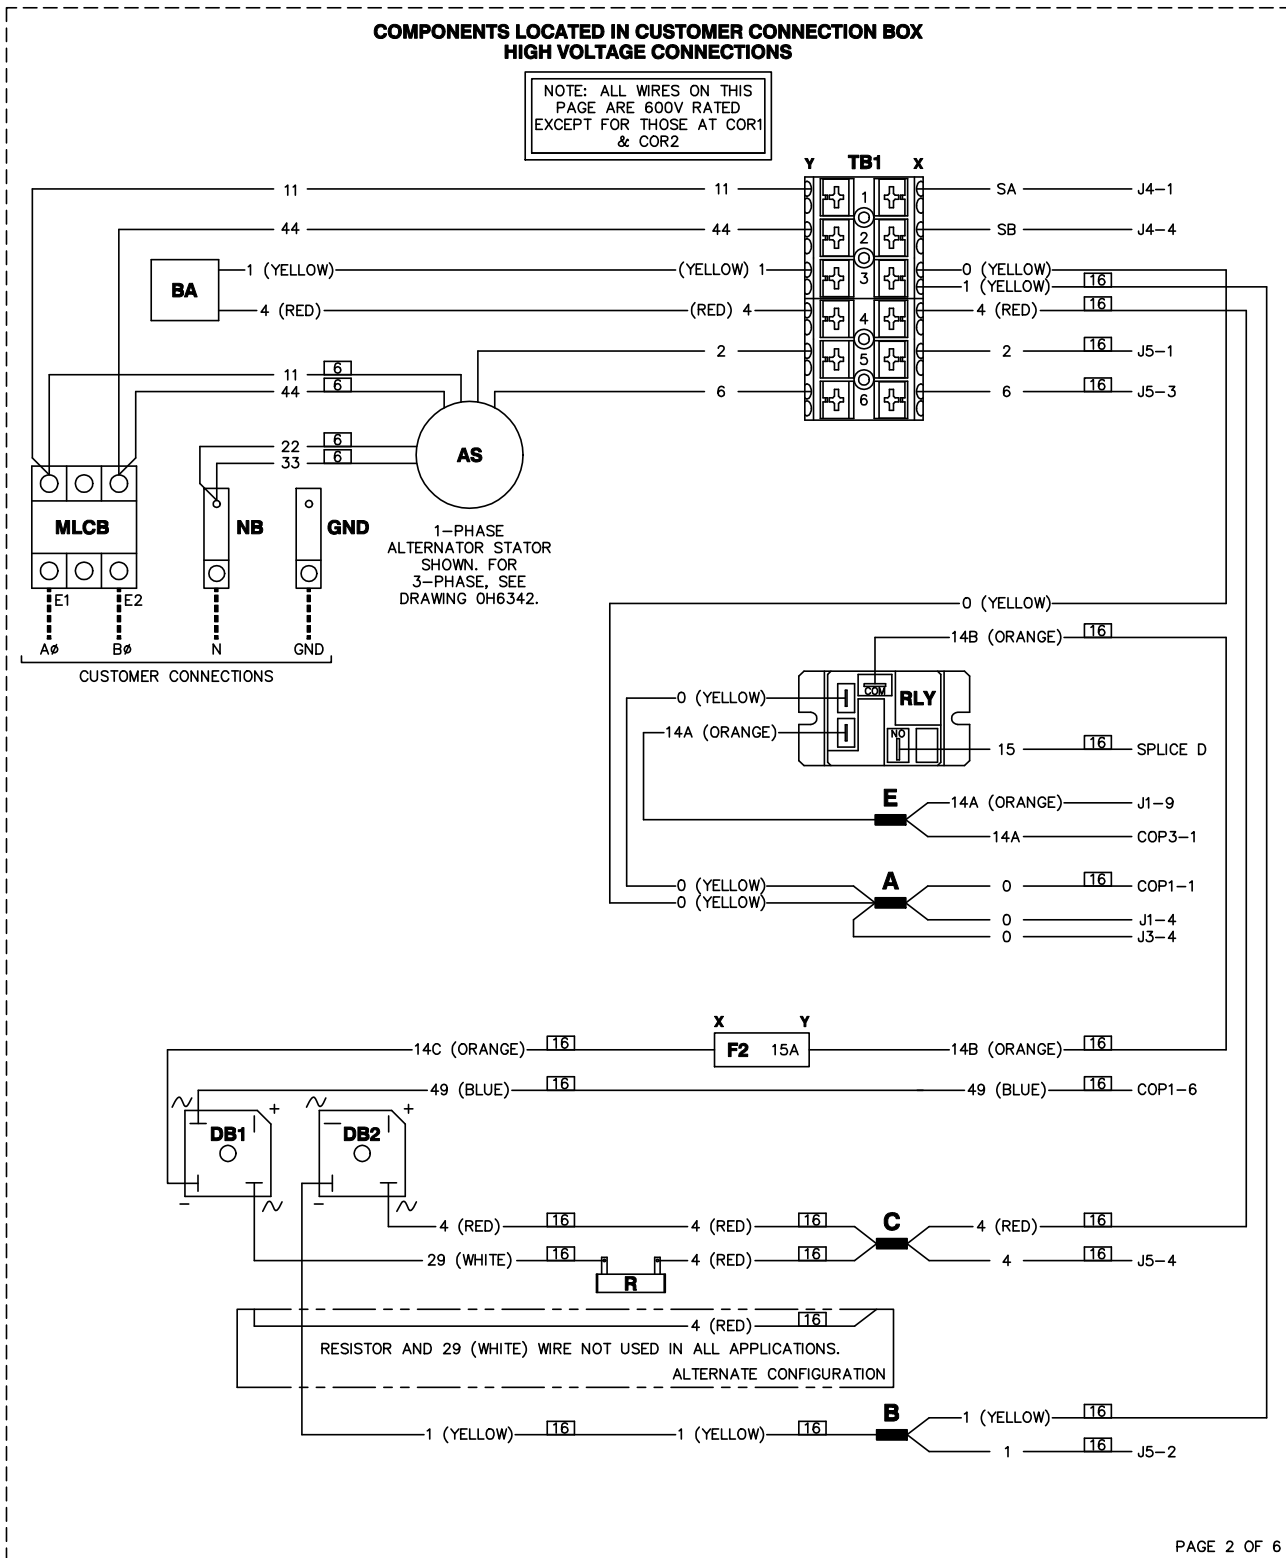 COMPONENTS LOCATED IN CUSTOMER CONNECTION BOX
HIGH VOLTAGE CONNECTIONS
NOTE: ALL WIRES ON THIS
PAGE ARE 600V RATED
EXCEPT FOR THOSE AT COR1
& COR2
Y TB1 X
11 11 1 SA J4-1
44 44 2 SB J4-4
BA
1 (YELLOW) (YELLOW) 1 3 0 (YELLOW)
1 (YELLOW) 16
4 (RED) (RED) 4 4 4 (RED) 16
2 5 2 16 J5-1
11 6
44 6
6 6 6 16 J5-3
22 6
33 6
AS
MLCB NB GND
1-PHASE
ALTERNATOR STATOR
SHOWN. FOR
3-PHASE, SEE
DRAWING 0H6342.
E1 E2
AØ BØ N GND
CUSTOMER CONNECTIONS
0 (YELLOW)
14B (ORANGE) 16
COM
RLY
0 (YELLOW)
14A (ORANGE)
NO
15 16 SPLICE D
E
14A (ORANGE) J1-9
14A COP3-1
A
0 (YELLOW) 0 16 COP1-1
0 (YELLOW)
0 J1-4
0 J3-4
X Y
14C (ORANGE) 16 F2 15A 14B (ORANGE) 16
49 (BLUE) 16 49 (BLUE) 16 COP1-6
~ + ~ +
DB1 DB2
- ~ - ~
C
4 (RED) 16 4 (RED) 16 4 (RED) 16
29 (WHITE) 16 4 (RED) 16 4 16 J5-4
R
4 (RED) 16
RESISTOR AND 29 (WHITE) WIRE NOT USED IN ALL APPLICATIONS.
ALTERNATE CONFIGURATION
B
1 (YELLOW) 16
1 (YELLOW) 16 1 (YELLOW) 16
1 16 J5-2
PAGE 2 OF 6